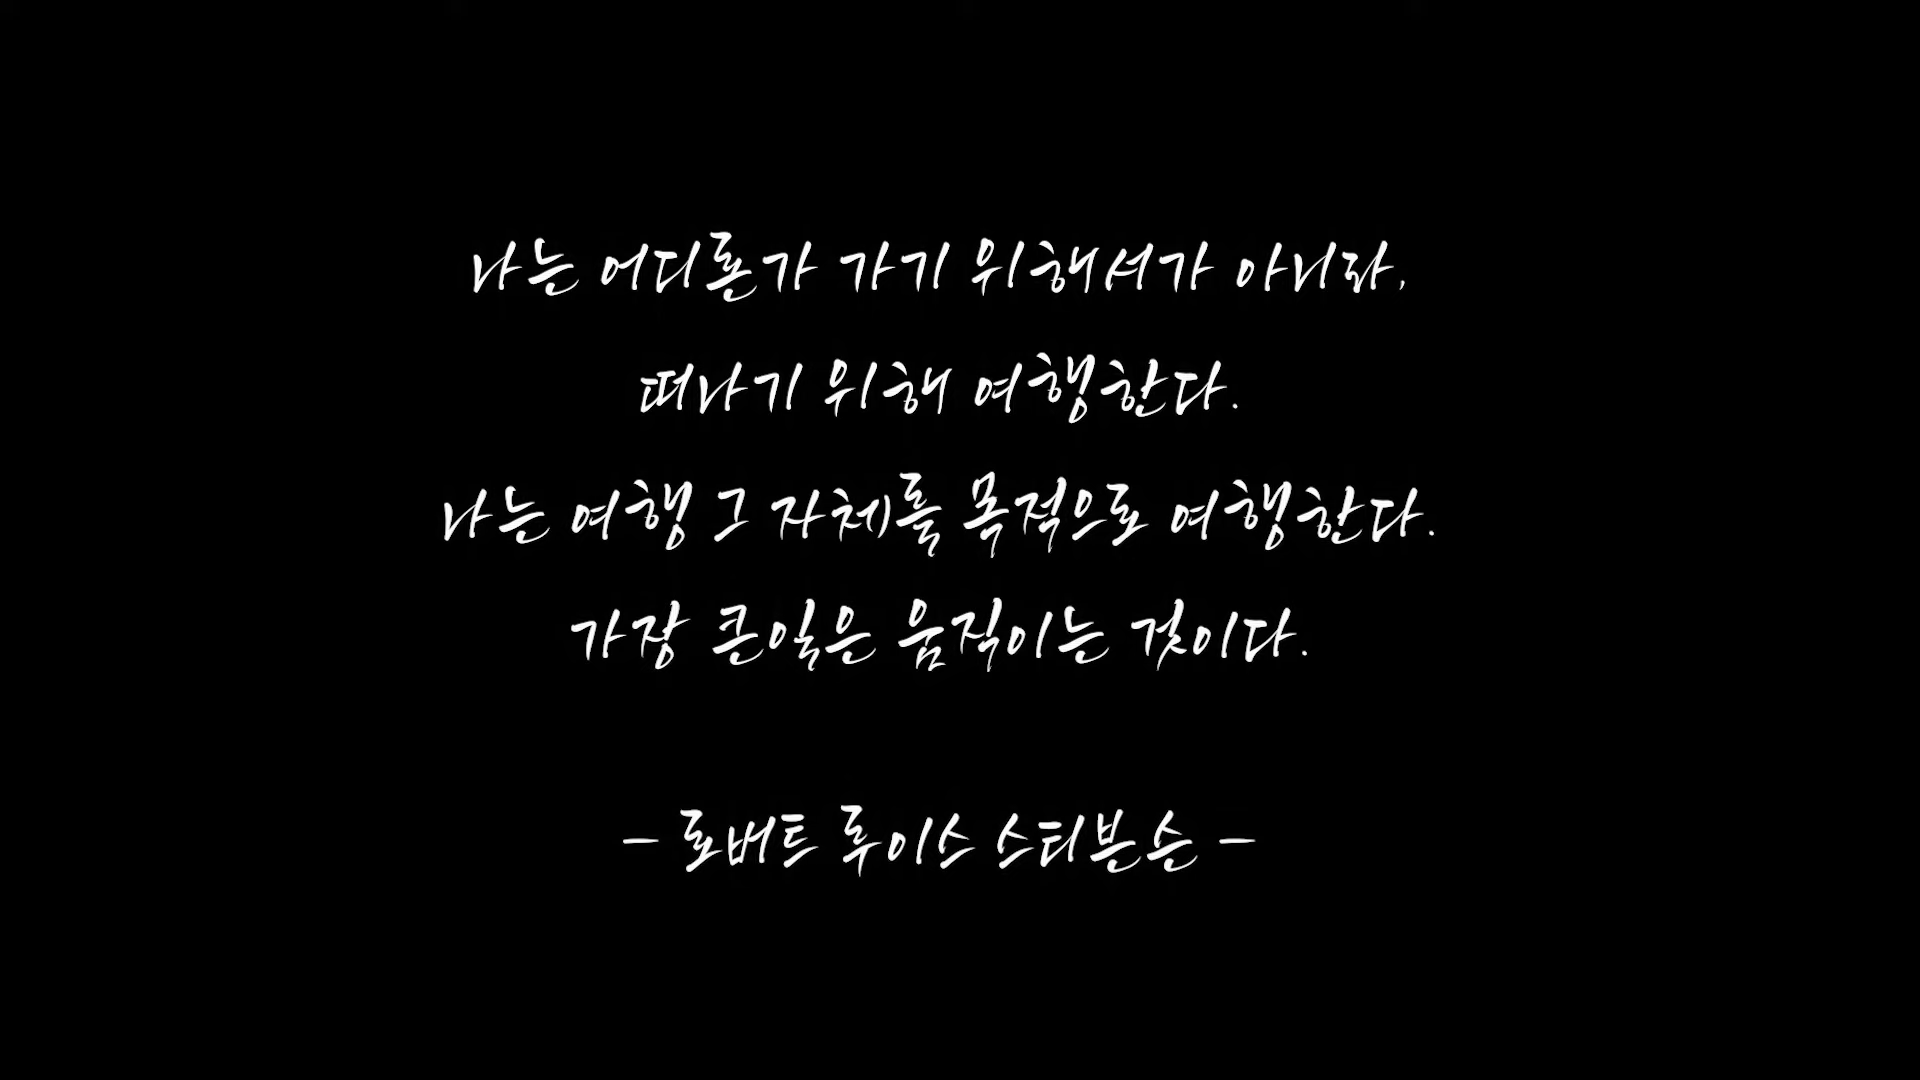 나는 어디론가 가기 위해서가 아니라,
떠나기 위해 여행한다.
나는 여행 그 자체를 목적으로 여행한다.
가장 큰일은 움직이는 것이다.
- 로버트 루이스 스티븐슨 -